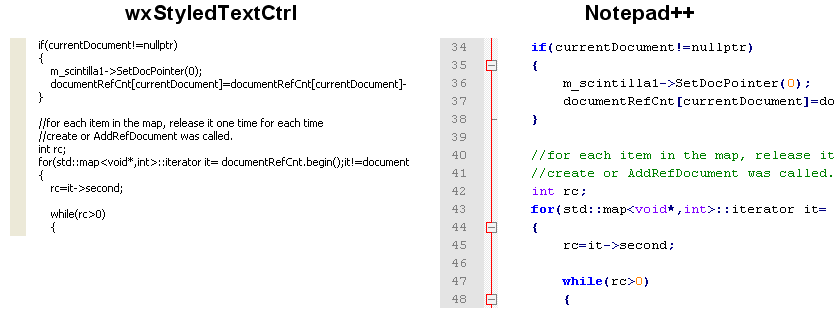 wxStyledTextCtrl
if(currentDocument!=nullptr)
{
m_scintilla1->SetDocPointer(0);
documentRefCnt[currentDocument]=documentRefCnt[currentDocument]-
}
//for each item in the map, release it one time for each time
//create or AddRefDocument was called.
int rc;
for(std::map<void*,int>::iterator it= documentRefCnt.begin();it!=document
{
rc=it->second;
while(rc>0)
{
Notepad++
34 if(currentDocument!=nullptr)
35 {
36 m_scintilla1->SetDocPointer(0);
37 documentRefCnt[currentDocument]=do
38 }
39
40 //for each item in the map, release it
41 //create or AddRefDocument was called.
42 int rc;
43 for(std::map<void*,int>::iterator it=
44 {
45 rc=it->second;
46
47 while(rc>0)
48 {